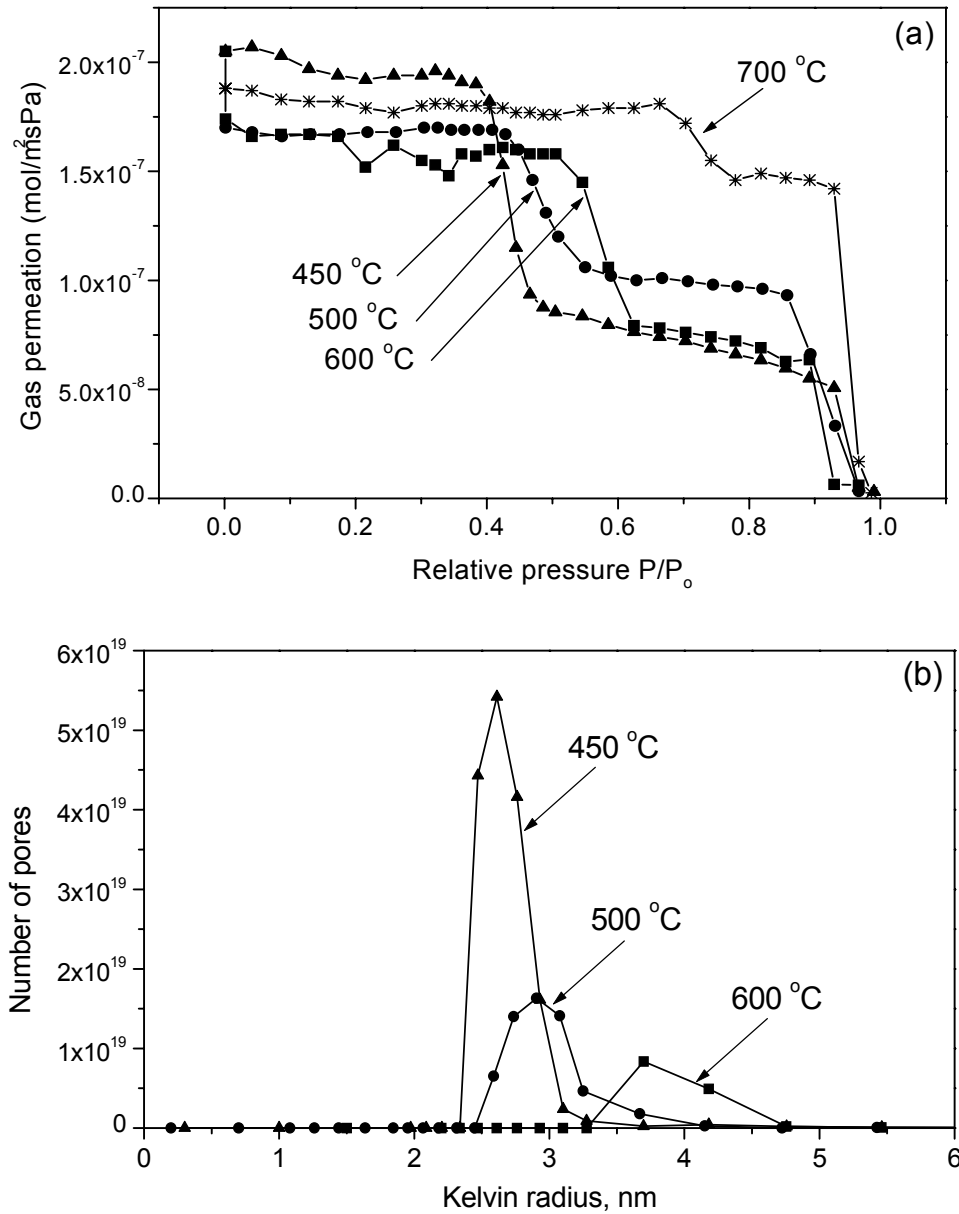 (a)
2.0x10⁻⁷
1.5x10⁻⁷
1.0x10⁻⁷
5.0x10⁻⁸
0.0
Gas permeation (mol/m²sPa)
700 °C
450 °C
500 °C
600 °C
0.0 0.2 0.4 0.6 0.8 1.0
Relative pressure P/Pₒ
(b)
6x10¹⁹
5x10¹⁹
4x10¹⁹
3x10¹⁹
2x10¹⁹
1x10¹⁹
0
Number of pores
450 °C
500 °C
600 °C
0 1 2 3 4 5 6
Kelvin radius, nm